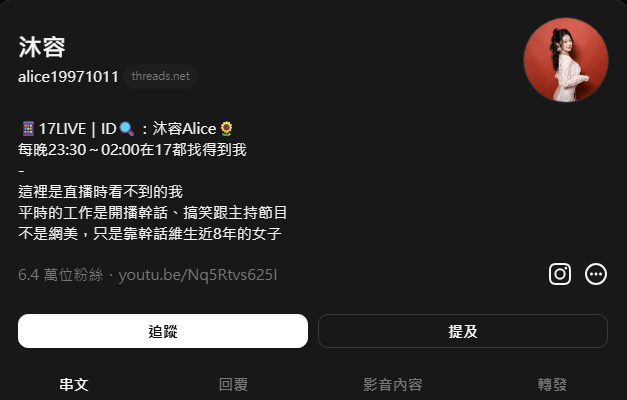 沐容
alice19971011 threads.net
📱17LIVE | ID🔍：沐容Alice🌻
每晚23:30～02:00在17都找得到我
-
這裡是直播時看不到的我
平時的工作是開播幹話、搞笑跟主持節目
不是網美，只是靠幹話維生近8年的女子
6.4 萬位粉絲 · youtu.be/Nq5Rtvs625I
追蹤
提及
串文
回覆
影音內容
轉發